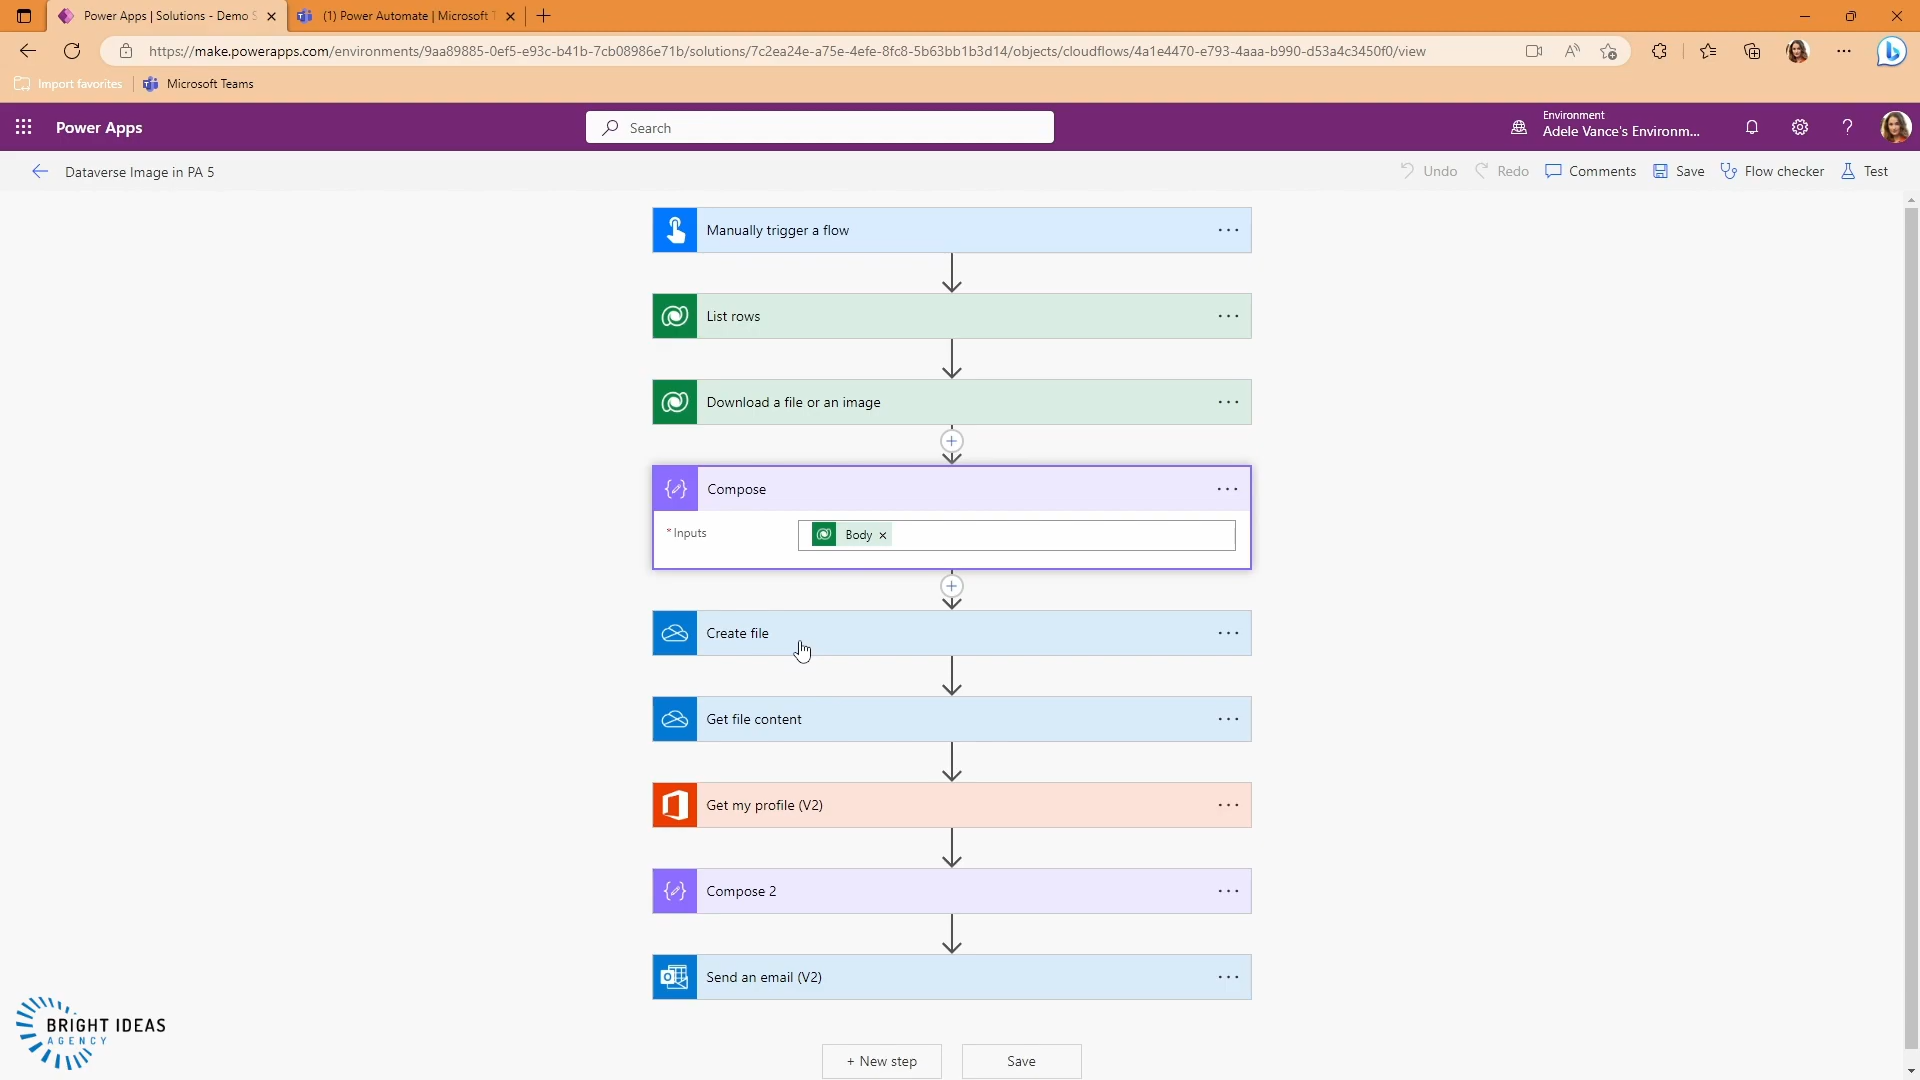 Power Apps | Solutions - Demo S
(1) Power Automate | Microsoft T
https://make.powerapps.com/environments/9aa89885-0ef5-e93c-b41b-7cb08986e71b/solutions/7c2ea24e-a75e-4efe-8fc8-5b63bb1b3d14/objects/cloudflows/4a1e4470-e793-4aaa-b990-d53a4c3450f0/view
Import favorites
Microsoft Teams
Power Apps
Search
Environment
Adele Vance's Environm...
Dataverse Image in PA 5
Undo
Redo
Comments
Save
Flow checker
Test
Manually trigger a flow
List rows
Download a file or an image
Compose
* Inputs
Body
Create file
Get file content
Get my profile (V2)
Compose 2
Send an email (V2)
+ New step
Save
BRIGHT IDEAS
AGENCY